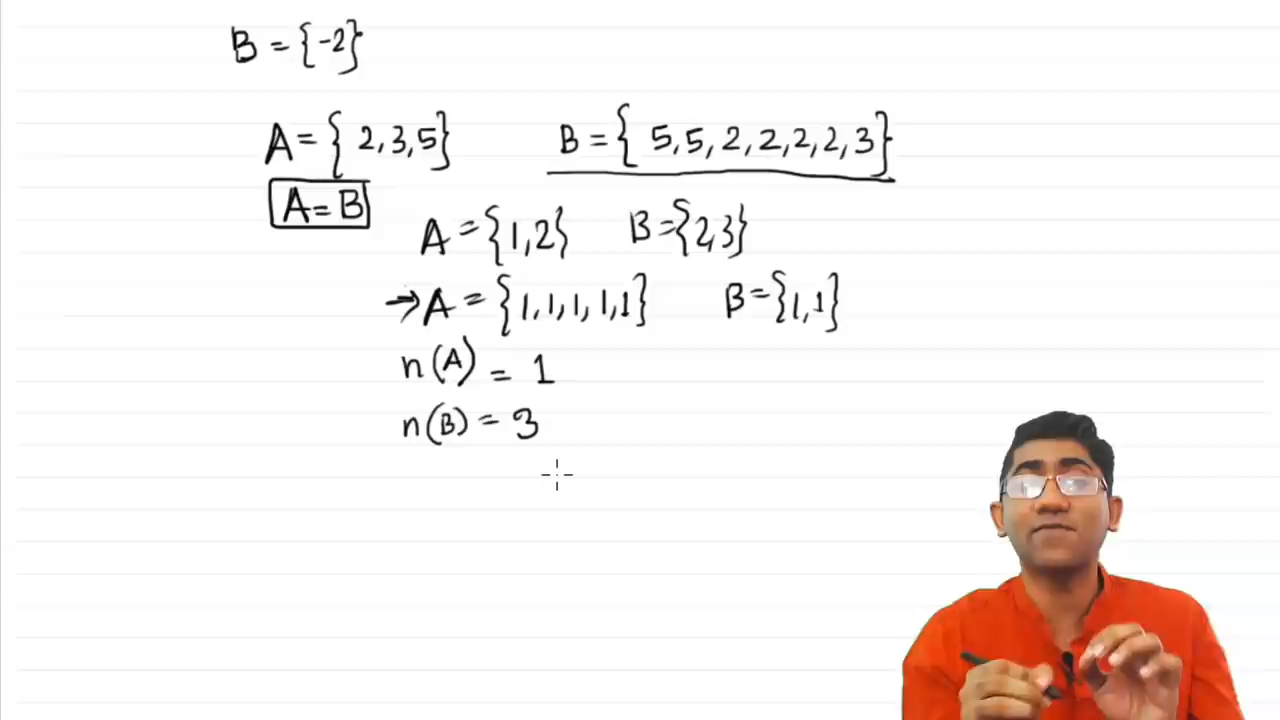 B = {-2}
A = { 2,3,5} B = { 5,5,2,2,2,2,3}
A=B
A = {1,2} B={2,3}
→A = {1,1,1,1,1} B={1,1}
n(A) = 1
n(B) = 3